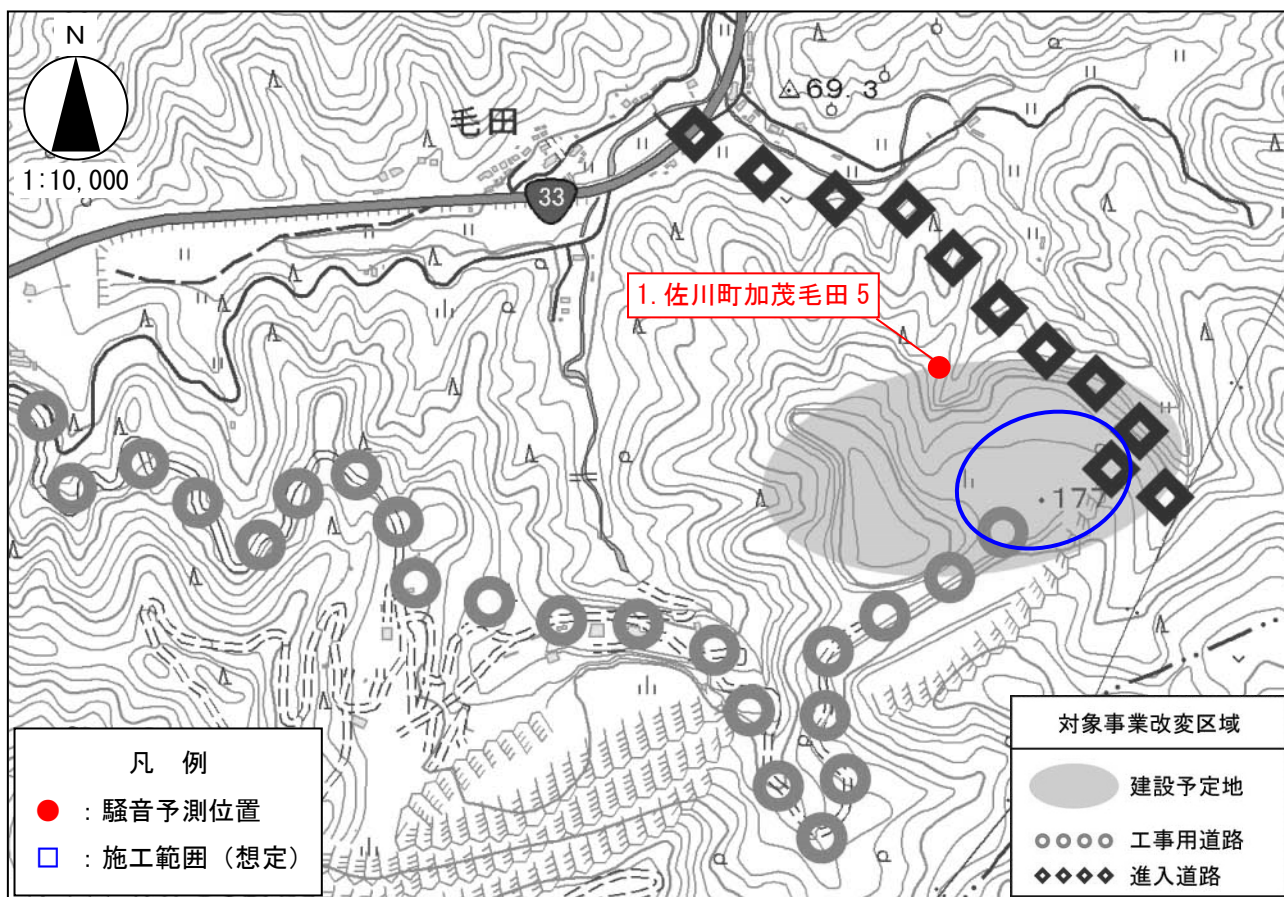 N
1:10,000
毛田
33
69.3
1. 佐川町加茂毛田 5
・177
凡 例
：騒音予測位置
：施工範囲（想定）
対象事業改変区域
建設予定地
工事用道路
進入道路